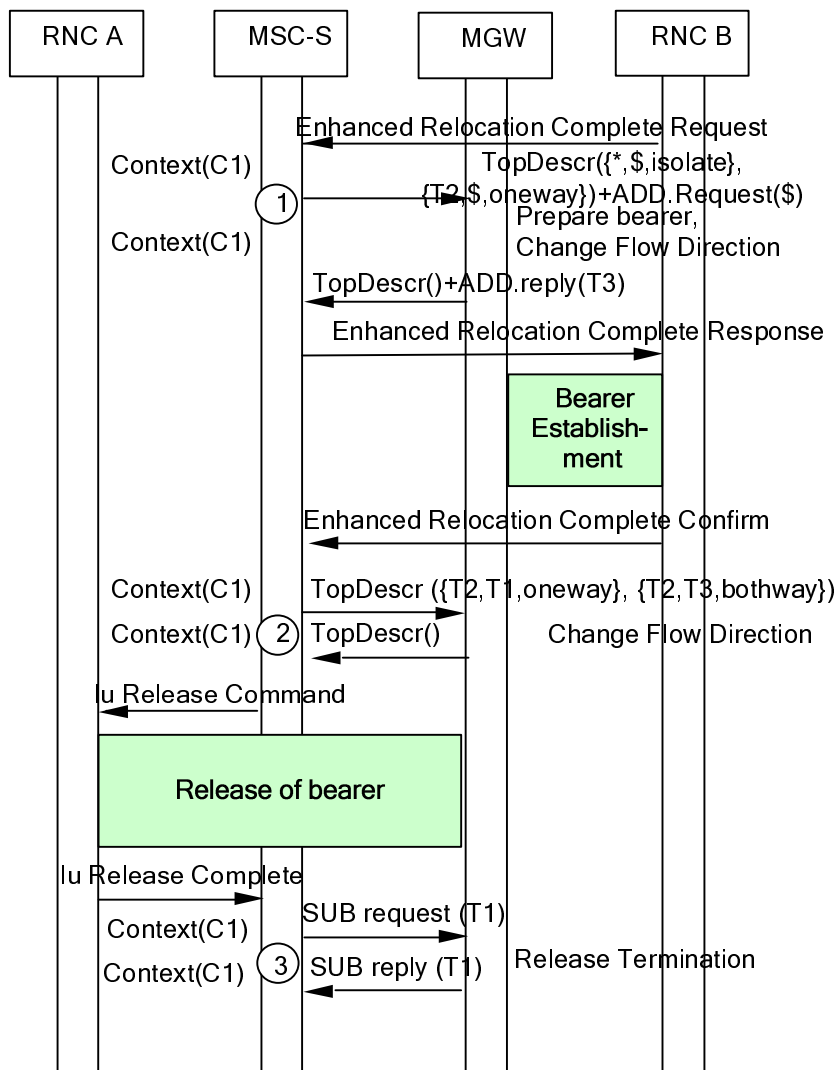 RNC A
MSC-S
MGW
RNC B
Enhanced Relocation Complete Request
Context(C1)
TopDescr({*,$,isolate},
{T2,$,oneway})+ADD.Request($)
1
Prepare bearer,
Context(C1)
Change Flow Direction
TopDescr()+ADD.reply(T3)
Enhanced Relocation Complete Response
Bearer
Establish-
ment
Enhanced Relocation Complete Confirm
Context(C1)
TopDescr ({T2,T1,oneway}, {T2,T3,bothway})
Context(C1)
2
TopDescr()
Change Flow Direction
Iu Release Command
Release of bearer
Iu Release Complete
SUB request (T1)
Context(C1)
Context(C1)
3
SUB reply (T1)
Release Termination